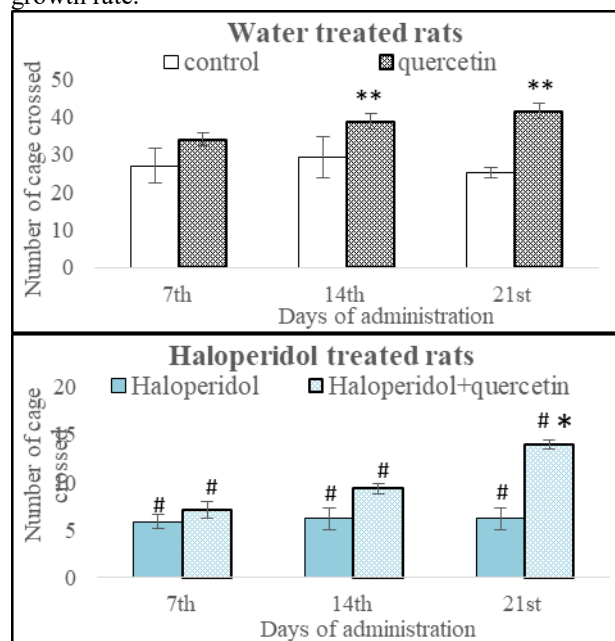 growth rate.
Water treated rats
control quercetin
Number of cage crossed
50
40
30
20
10
0
**
**
7th 14th 21st
Days of administration
Haloperidol treated rats
Haloperidol Haloperidol+quercetin
Number of cage
crossed
20
15
10
5
0
# #
# #
# # *
7th 14th 21st
Days of administration